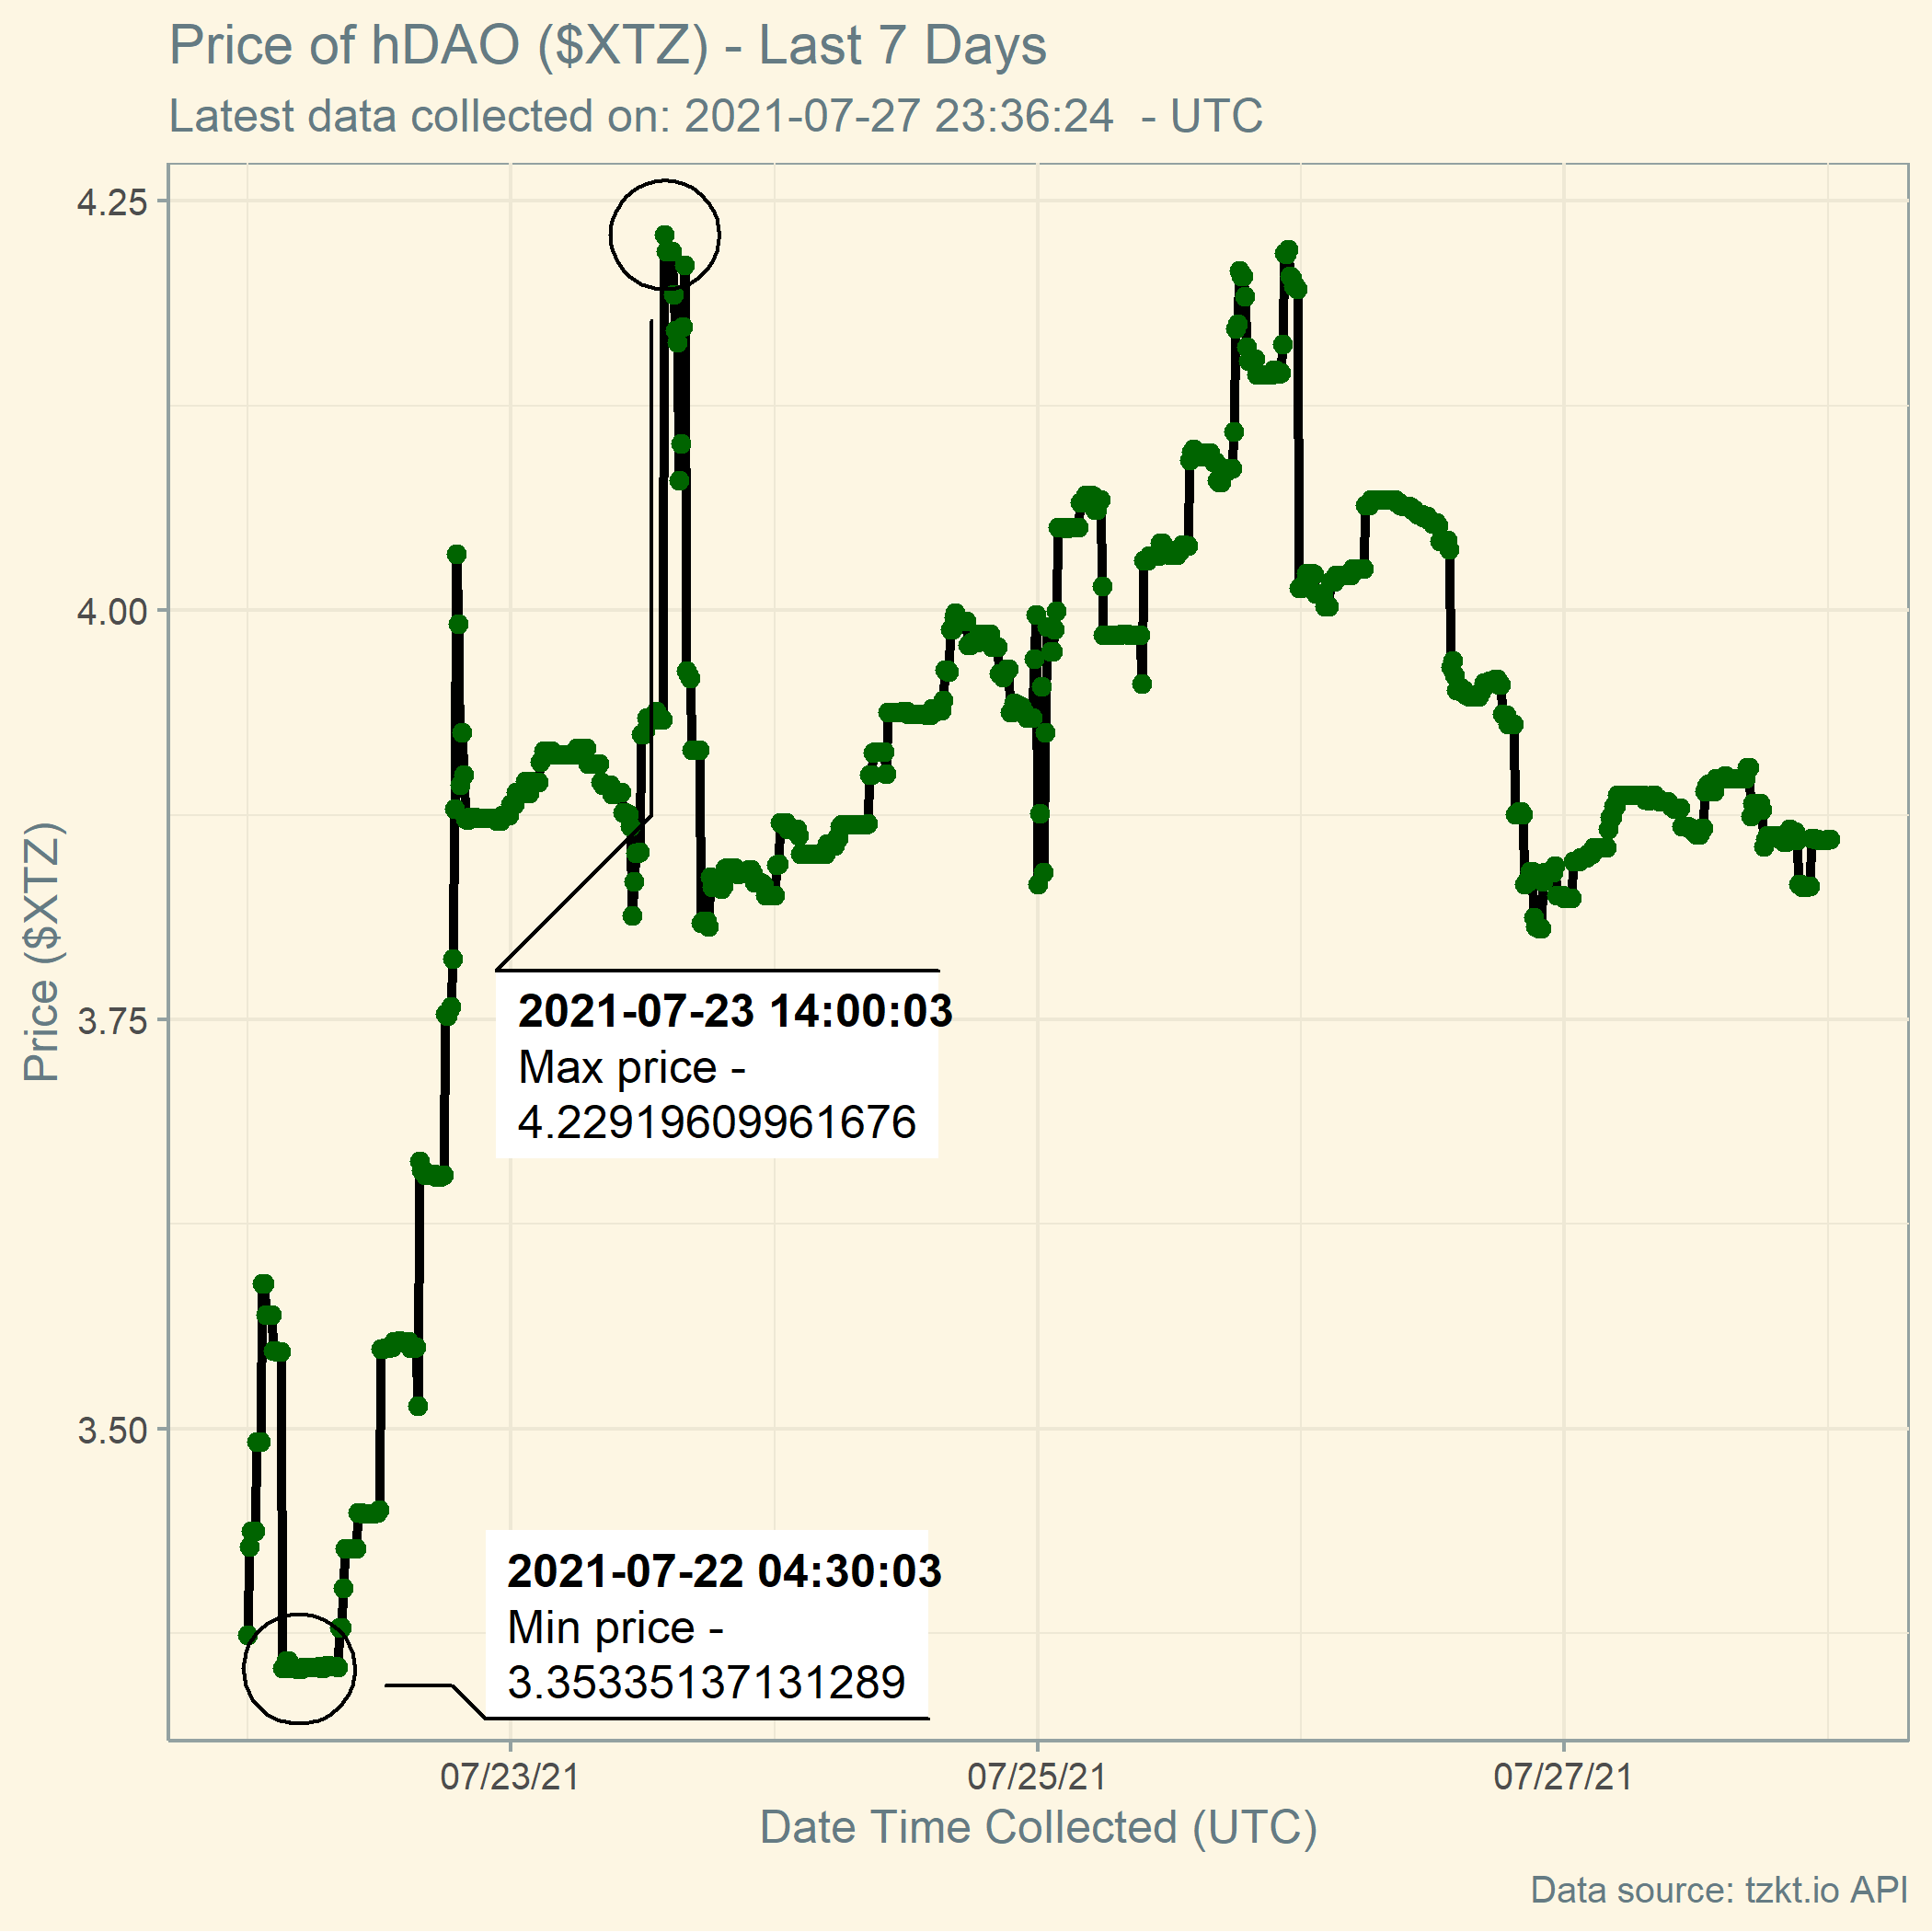 Price of hDAO ($XTZ) - Last 7 Days
Latest data collected on: 2021-07-27 23:36:24  - UTC
4.25
4.00
3.75
3.50
Price ($XTZ)
2021-07-23 14:00:03
Max price -
4.22919609961676
2021-07-22 04:30:03
Min price -
3.35335137131289
07/23/21
07/25/21
07/27/21
Date Time Collected (UTC)
Data source: tzkt.io API